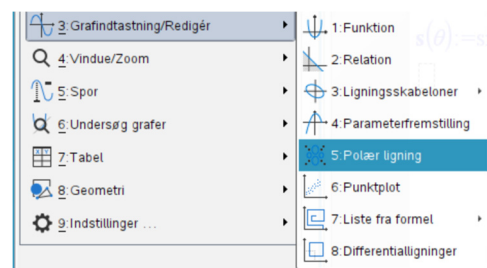 3: Grafindtastning/Redigér
4: Vindue/Zoom
5: Spor
6: Undersøg grafer
7: Tabel
8: Geometri
9: Indstillinger ...
1: Funktion
2: Relation
3: Ligningsskabeloner
4: Parameterfremstilling
5: Polær ligning
6: Punktplot
7: Liste fra formel
8: Differentialligninger
s(θ):=s